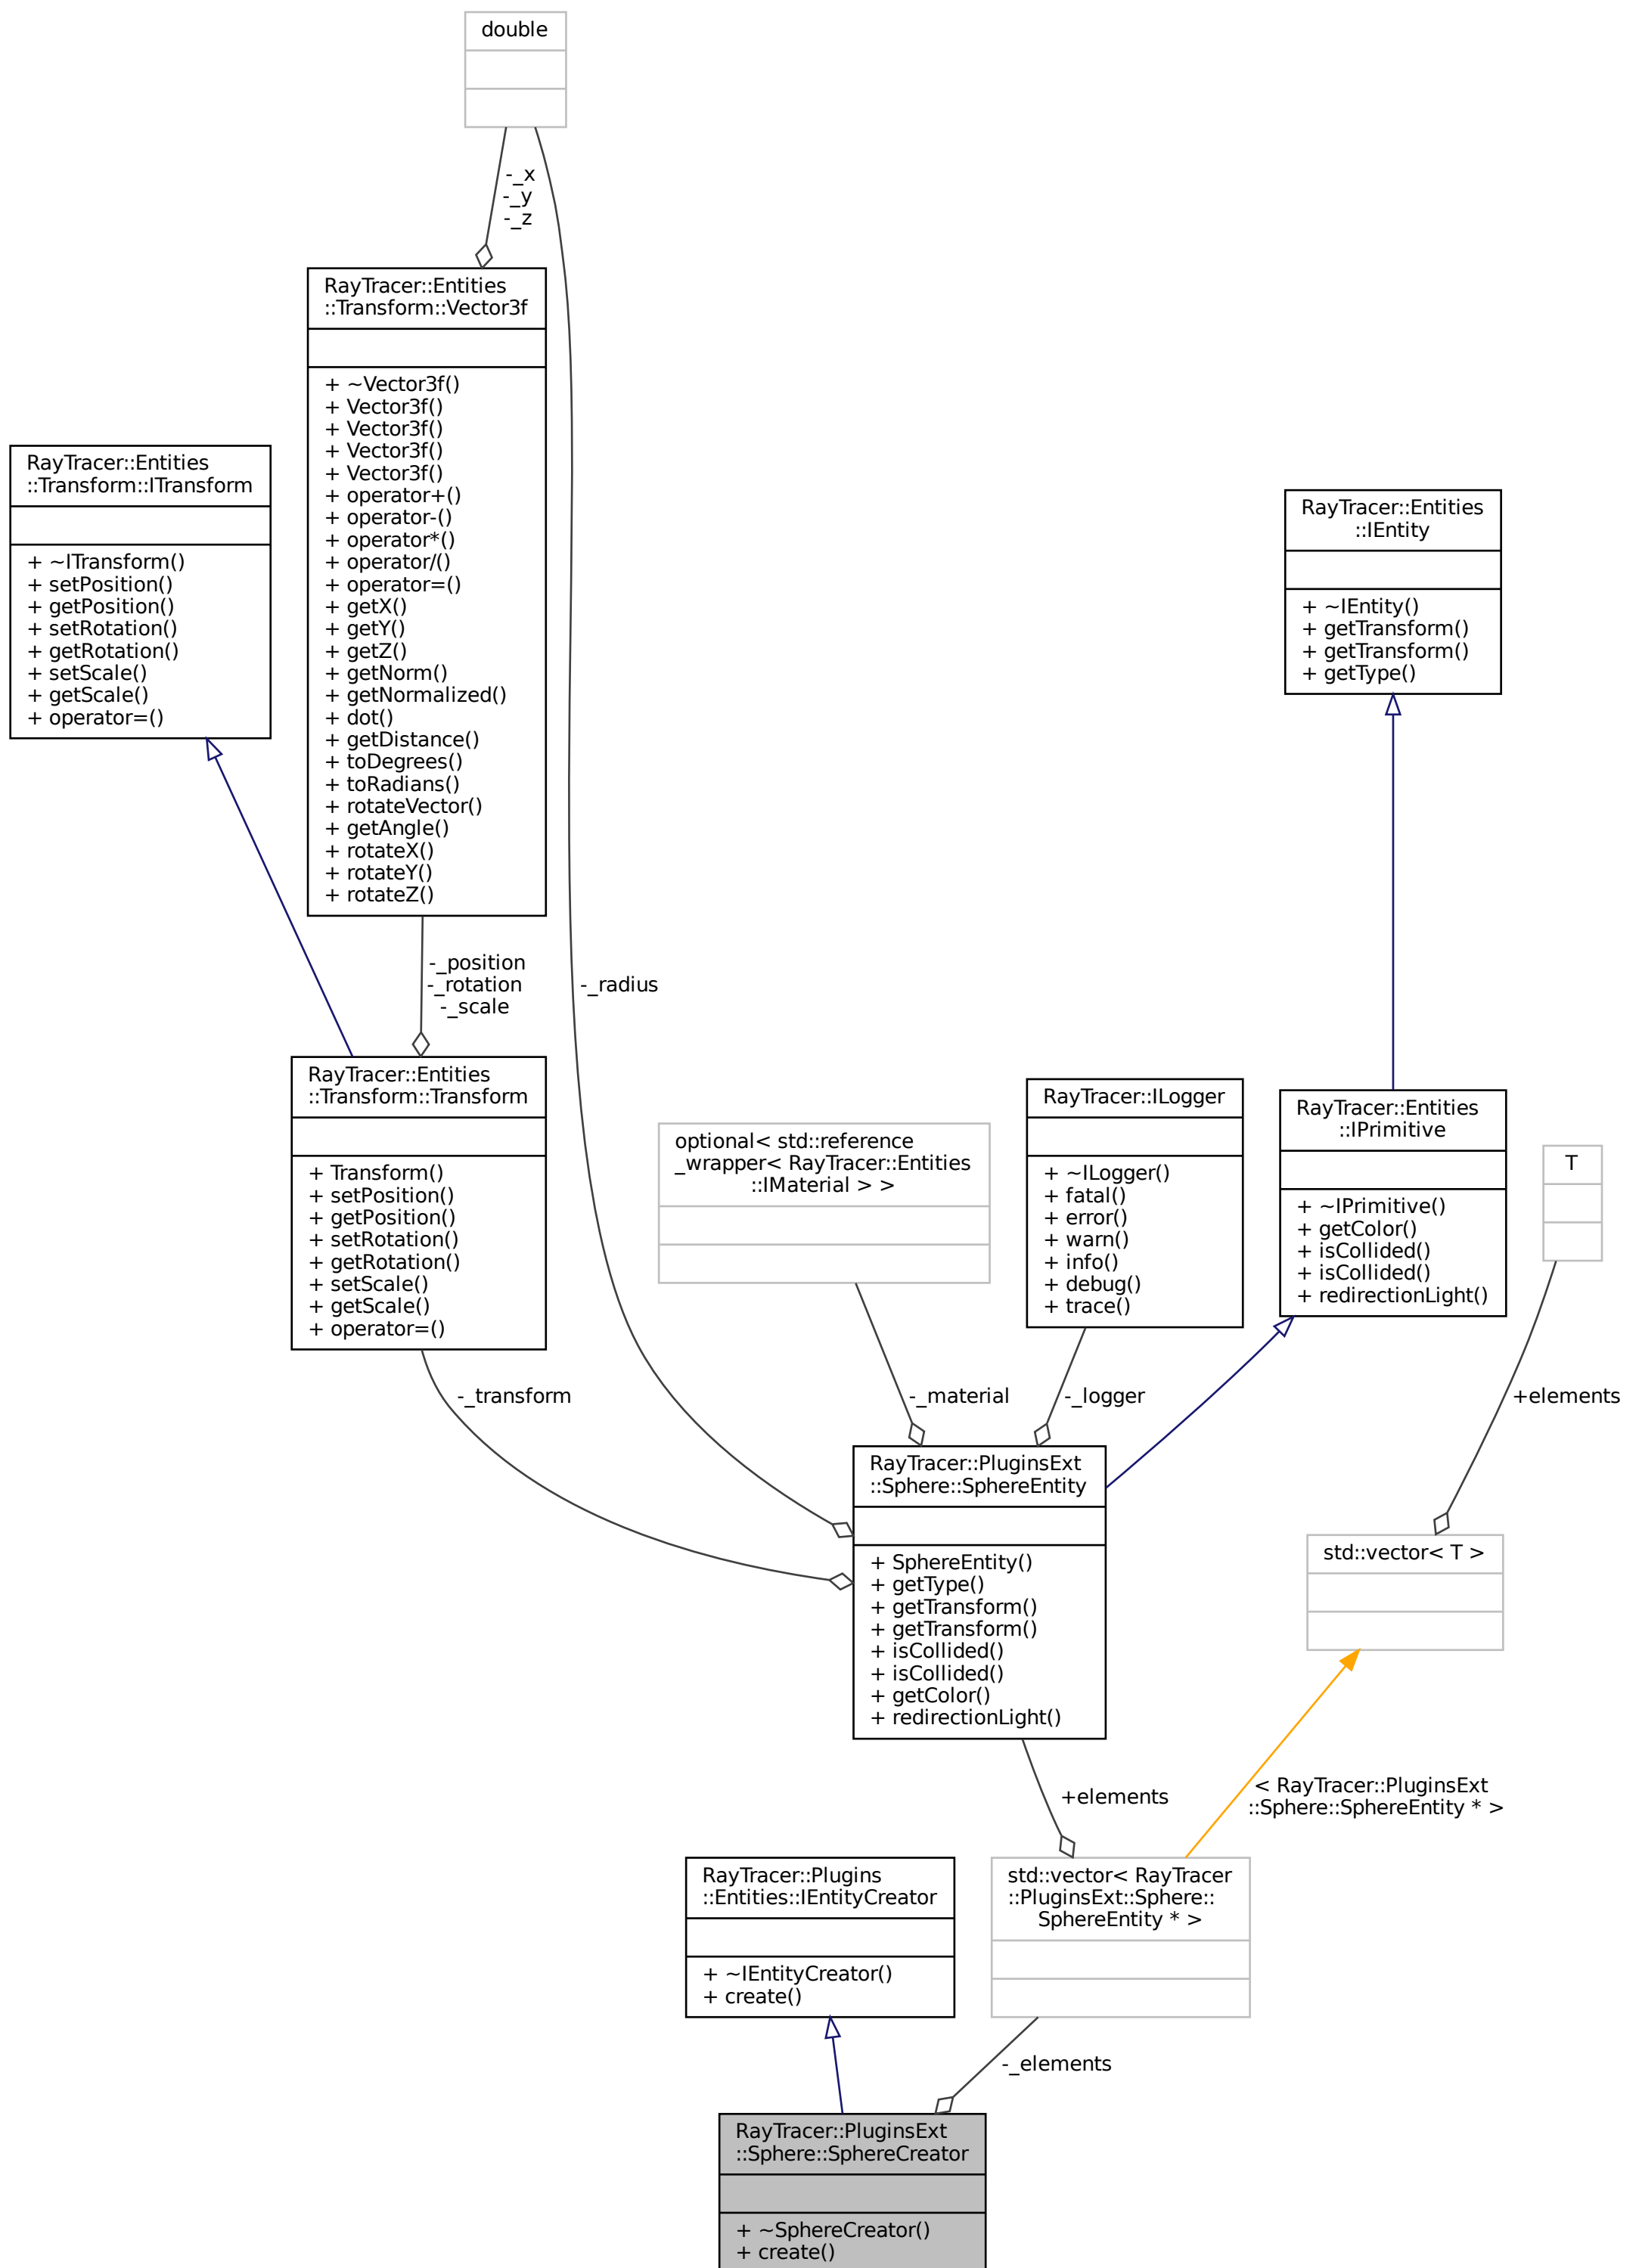 double
-_x
-_y
-_z
RayTracer::Entities
::Transform::Vector3f
+ ~Vector3f()
+ Vector3f()
+ Vector3f()
+ Vector3f()
+ Vector3f()
+ operator+()
+ operator-()
+ operator*()
+ operator/()
+ operator=()
+ getX()
+ getY()
+ getZ()
+ getNorm()
+ getNormalized()
+ dot()
+ getDistance()
+ toDegrees()
+ toRadians()
+ rotateVector()
+ getAngle()
+ rotateX()
+ rotateY()
+ rotateZ()
RayTracer::Entities
::Transform::ITransform
+ ~ITransform()
+ setPosition()
+ getPosition()
+ setRotation()
+ getRotation()
+ setScale()
+ getScale()
+ operator=()
RayTracer::Entities
::IEntity
+ ~IEntity()
+ getTransform()
+ getTransform()
+ getType()
-_position
-_rotation
-_scale
-_radius
RayTracer::Entities
::Transform::Transform
+ Transform()
+ setPosition()
+ getPosition()
+ setRotation()
+ getRotation()
+ setScale()
+ getScale()
+ operator=()
optional< std::reference
_wrapper< RayTracer::Entities
::IMaterial > >
RayTracer::ILogger
+ ~ILogger()
+ fatal()
+ error()
+ warn()
+ info()
+ debug()
+ trace()
RayTracer::Entities
::IPrimitive
+ ~IPrimitive()
+ getColor()
+ isCollided()
+ isCollided()
+ redirectionLight()
T
-_transform
-_material
-_logger
+elements
RayTracer::PluginsExt
::Sphere::SphereEntity
+ SphereEntity()
+ getType()
+ getTransform()
+ getTransform()
+ isCollided()
+ isCollided()
+ getColor()
+ redirectionLight()
std::vector< T >
+elements
< RayTracer::PluginsExt
::Sphere::SphereEntity * >
RayTracer::Plugins
::Entities::IEntityCreator
+ ~IEntityCreator()
+ create()
std::vector< RayTracer
::PluginsExt::Sphere::
SphereEntity * >
-_elements
RayTracer::PluginsExt
::Sphere::SphereCreator
+ ~SphereCreator()
+ create()